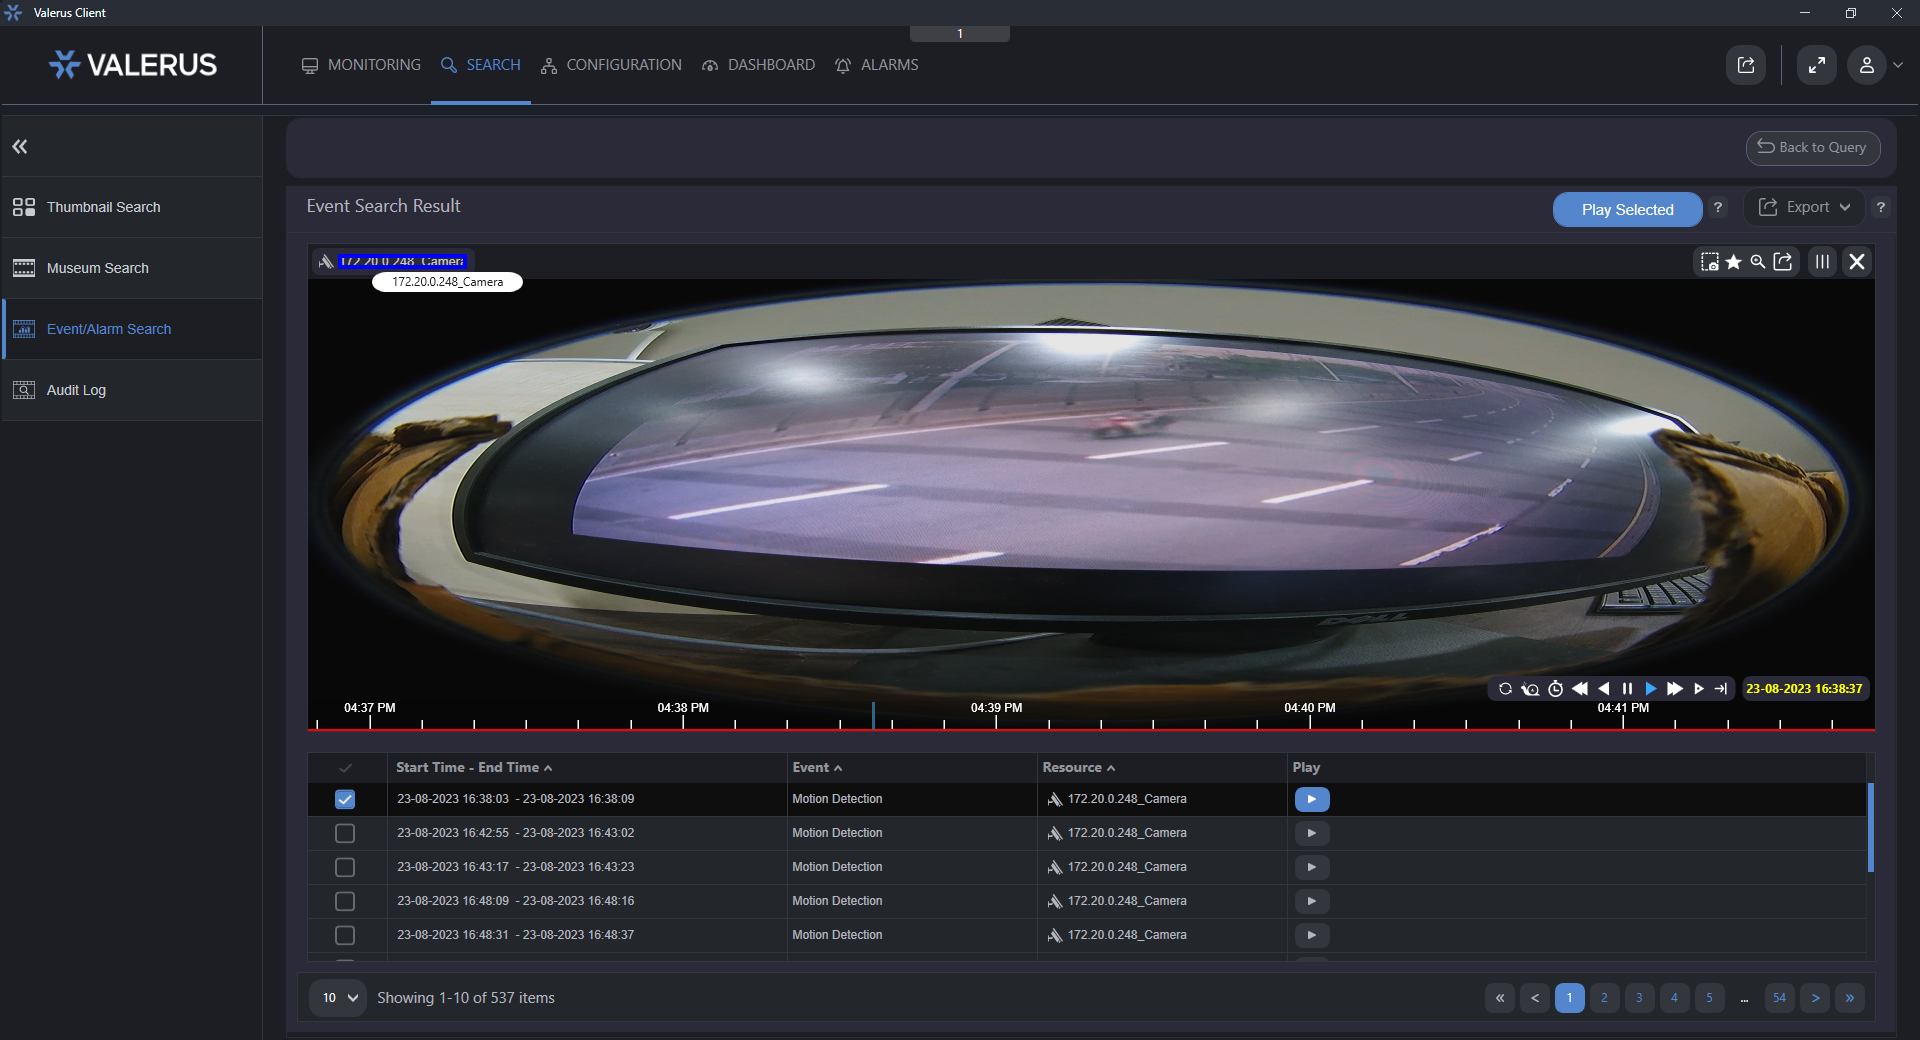 Valerus Client
1
VALERUS
MONITORING
SEARCH
CONFIGURATION
DASHBOARD
ALARMS
Back to Query
Thumbnail Search
Museum Search
Event/Alarm Search
Audit Log
Event Search Result
Play Selected
?
Export
?
172.20.0.248_Camera
172.20.0.248_Camera
DELL
23-08-2023 16:38:37
04:37 PM
04:38 PM
04:39 PM
04:40 PM
04:41 PM
Start Time - End Time
Event
Resource
Play
23-08-2023 16:38:03 - 23-08-2023 16:38:09
Motion Detection
172.20.0.248_Camera
23-08-2023 16:42:55 - 23-08-2023 16:43:02
Motion Detection
172.20.0.248_Camera
23-08-2023 16:43:17 - 23-08-2023 16:43:23
Motion Detection
172.20.0.248_Camera
23-08-2023 16:48:09 - 23-08-2023 16:48:16
Motion Detection
172.20.0.248_Camera
23-08-2023 16:48:31 - 23-08-2023 16:48:37
Motion Detection
172.20.0.248_Camera
10
Showing 1-10 of 537 items
« < 1 2 3 4 5 ... 54 > »